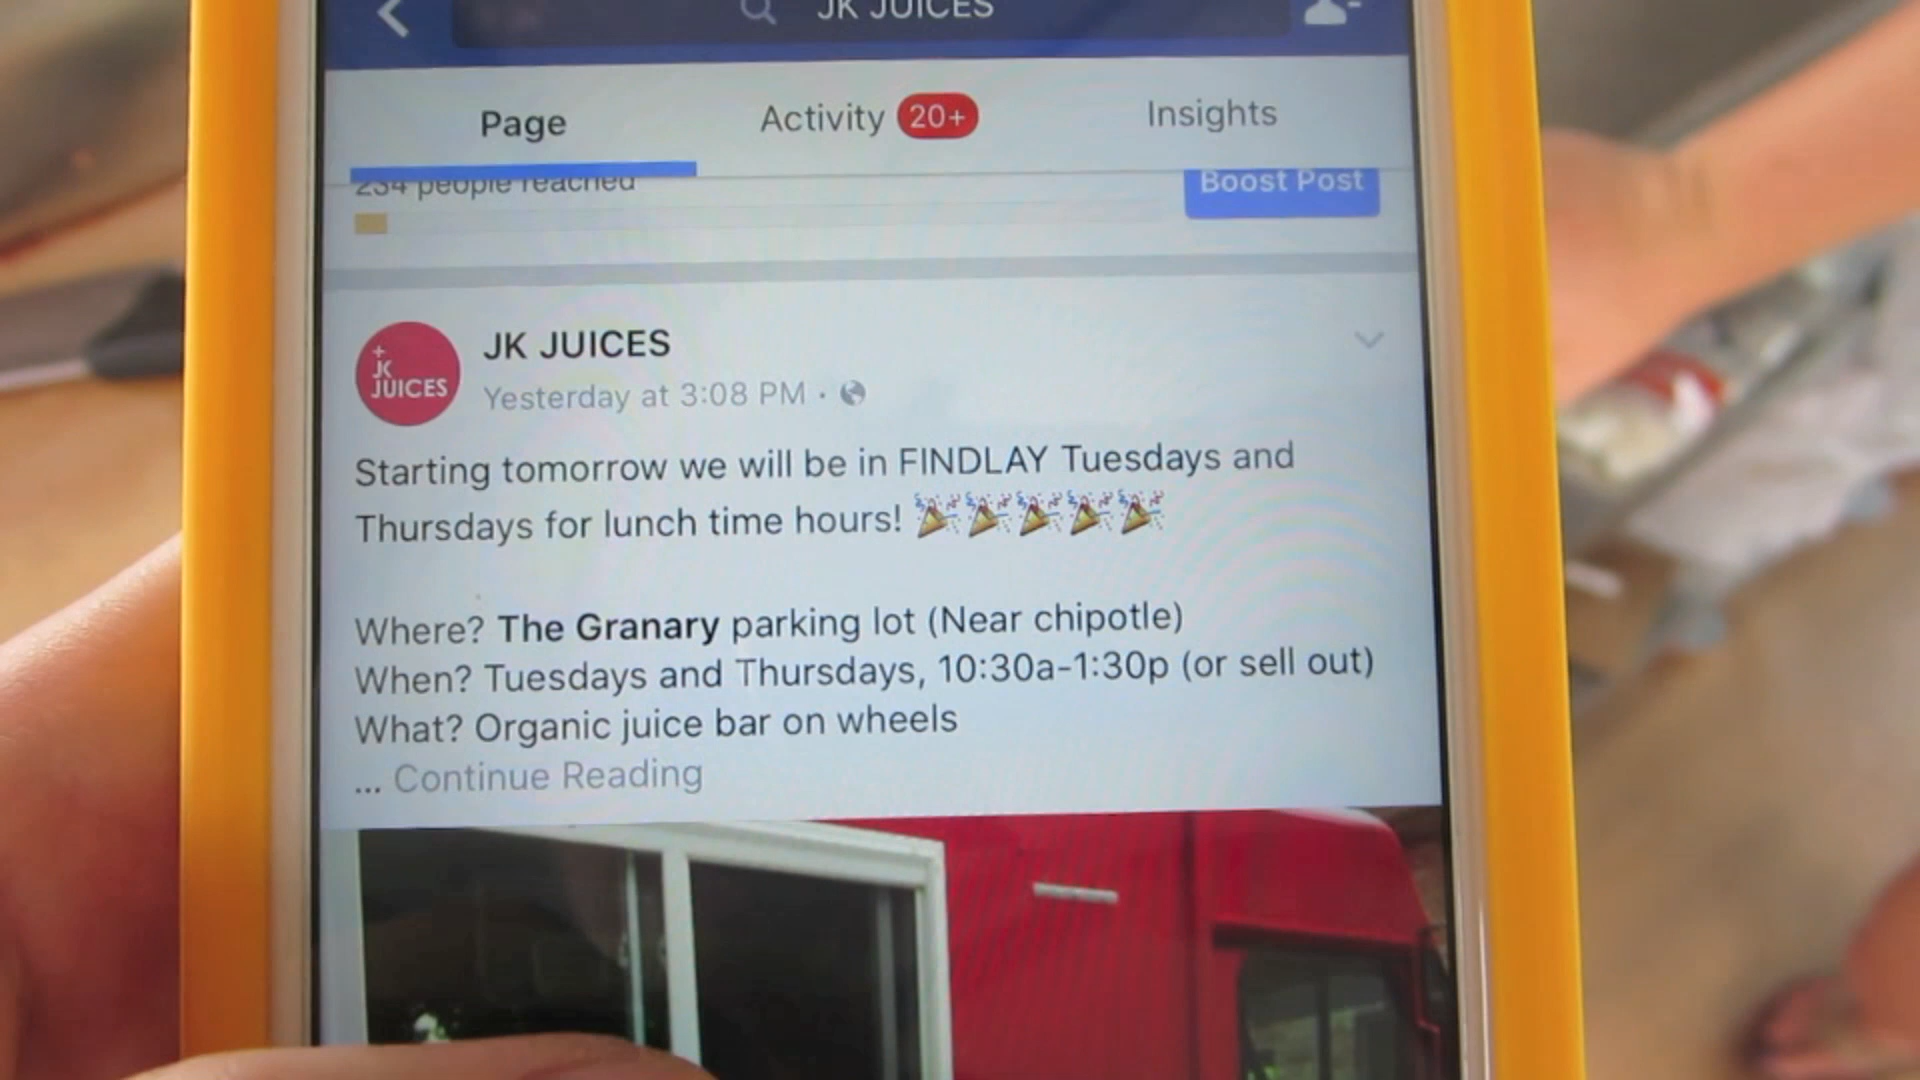 JK JUICES
Page
Activity 20+
Insights
234 people reached
Boost Post
+
JK
JUICES
JK JUICES
Yesterday at 3:08 PM ·
Starting tomorrow we will be in FINDLAY Tuesdays and
Thursdays for lunch time hours! 🎉🎉🎉🎉🎉
Where? The Granary parking lot (Near chipotle)
When? Tuesdays and Thursdays, 10:30a-1:30p (or sell out)
What? Organic juice bar on wheels
... Continue Reading